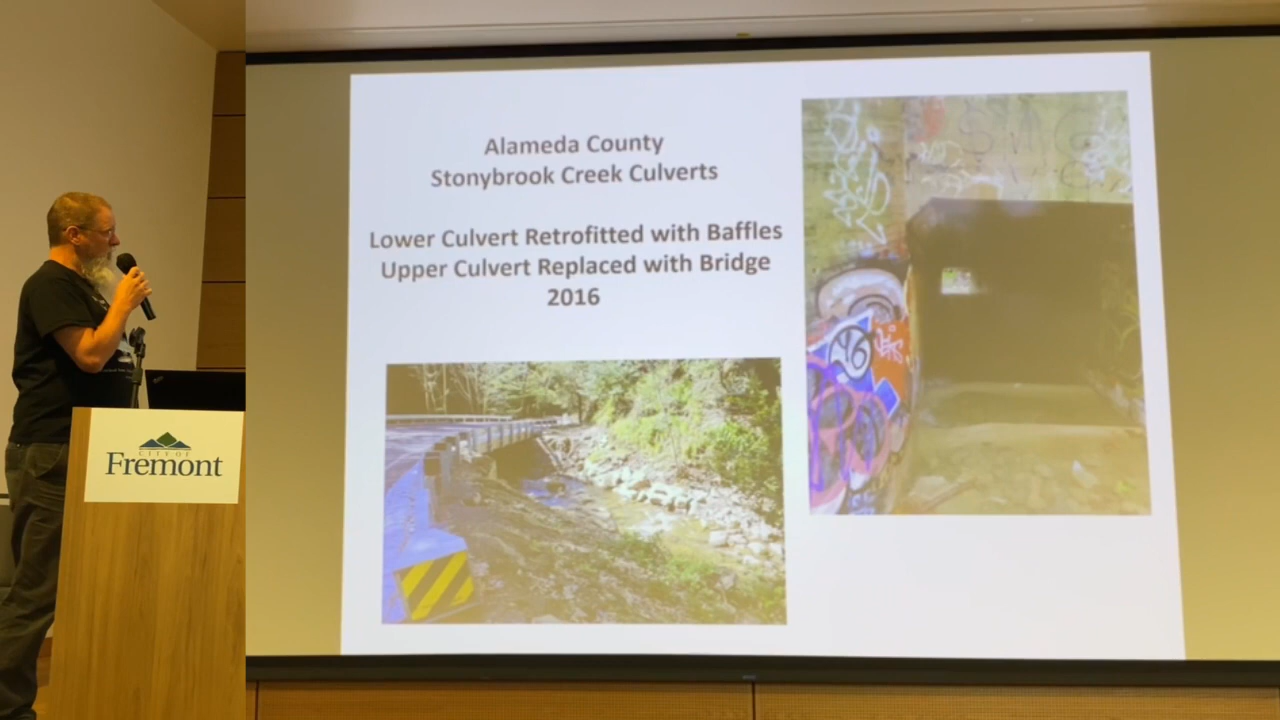 Alameda County
Stonybrook Creek Culverts
Lower Culvert Retrofitted with Baffles
Upper Culvert Replaced with Bridge
2016
CITY OF
Fremont